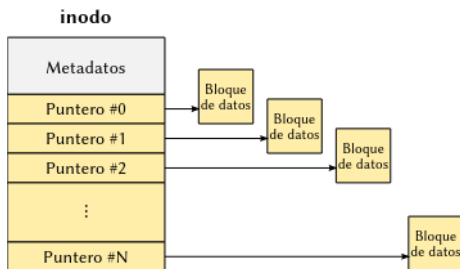 inodo
Metadatos
Puntero #0
Bloque
de datos
Puntero #1
Bloque
de datos
Puntero #2
Bloque
de datos
⋮
Puntero #N
Bloque
de datos